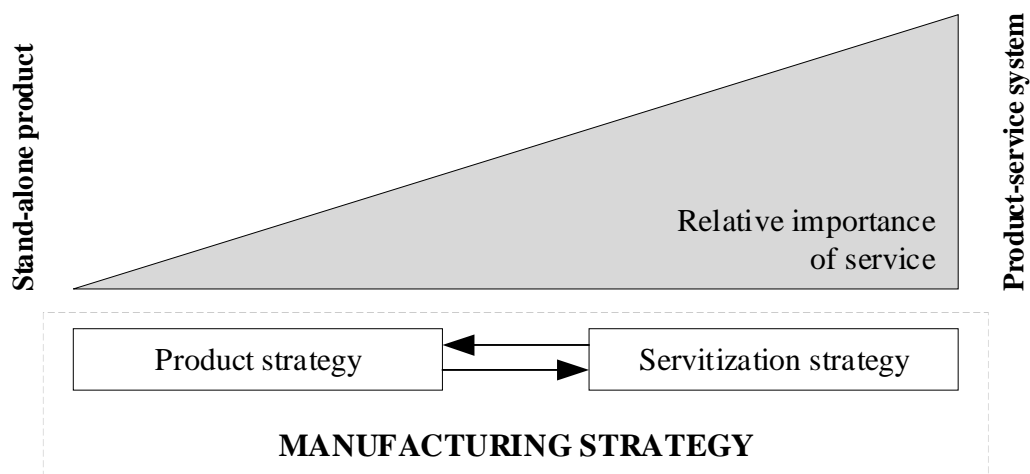 Stand-alone product
Relative importance
of service
Product-service system
Product strategy
Servitization strategy
MANUFACTURING STRATEGY